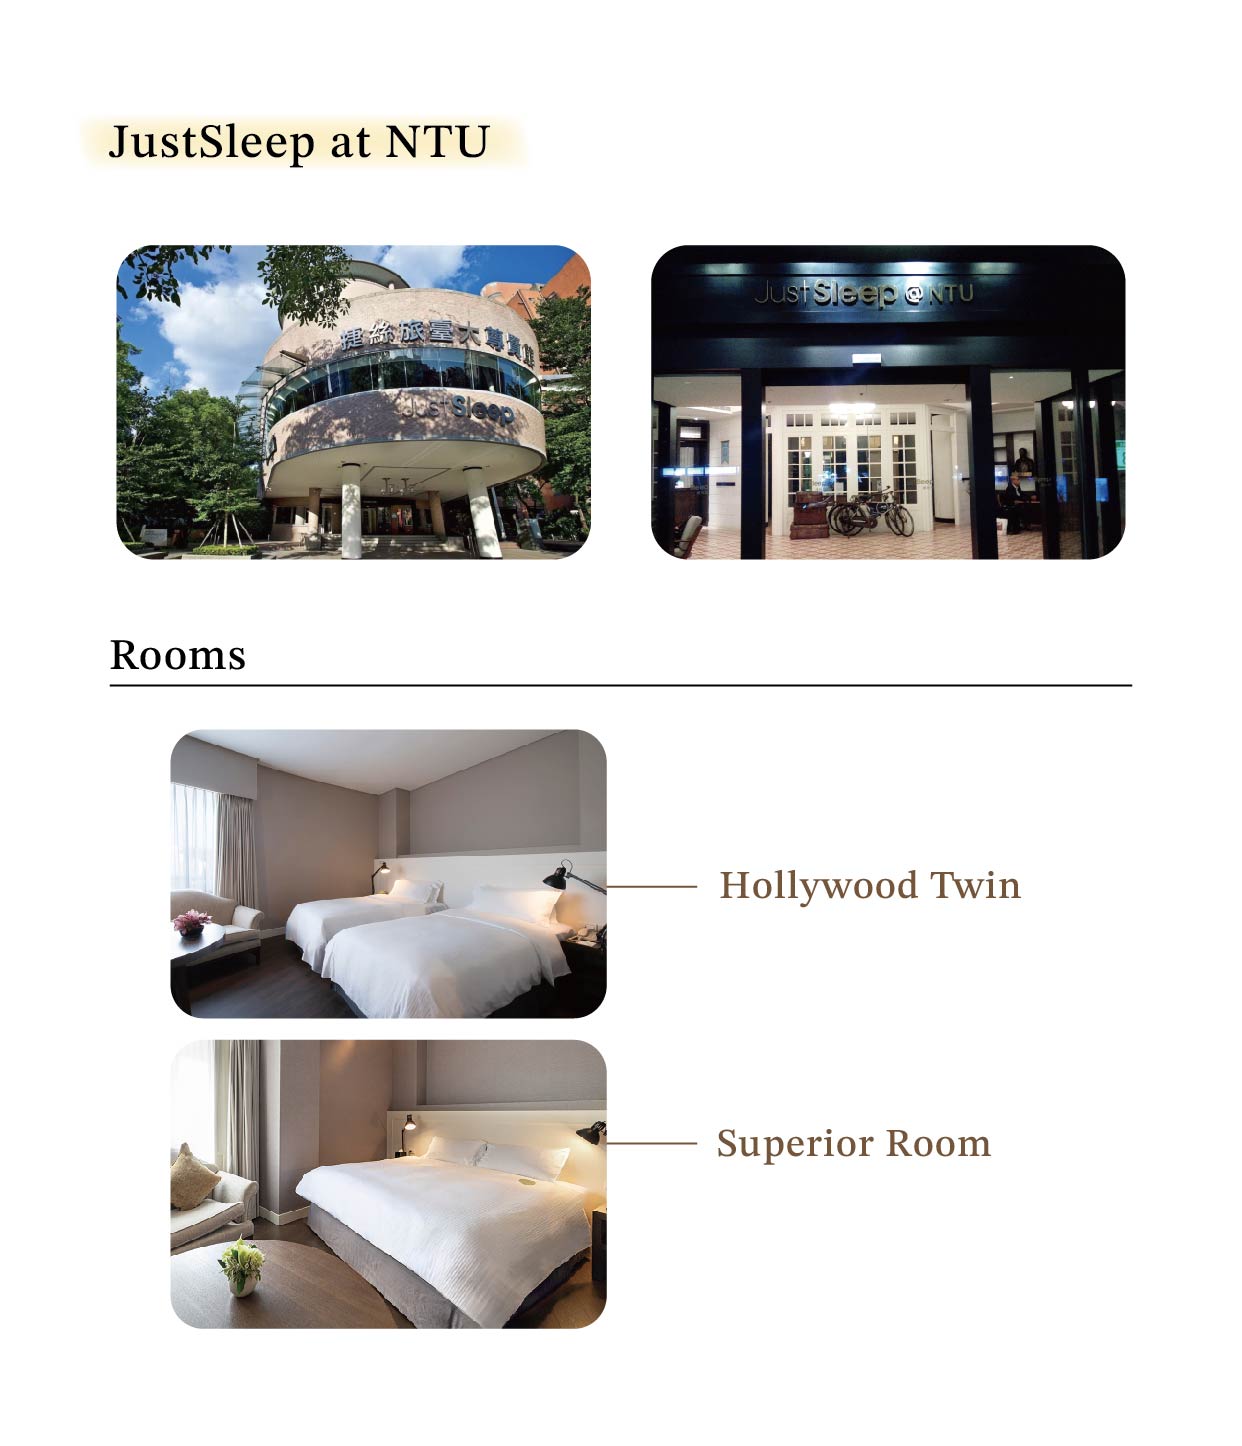 JustSleep at NTU
捷絲旅臺大尊賢館
JustSleep
JustSleep @ NTU
Rooms
Hollywood Twin
Superior Room